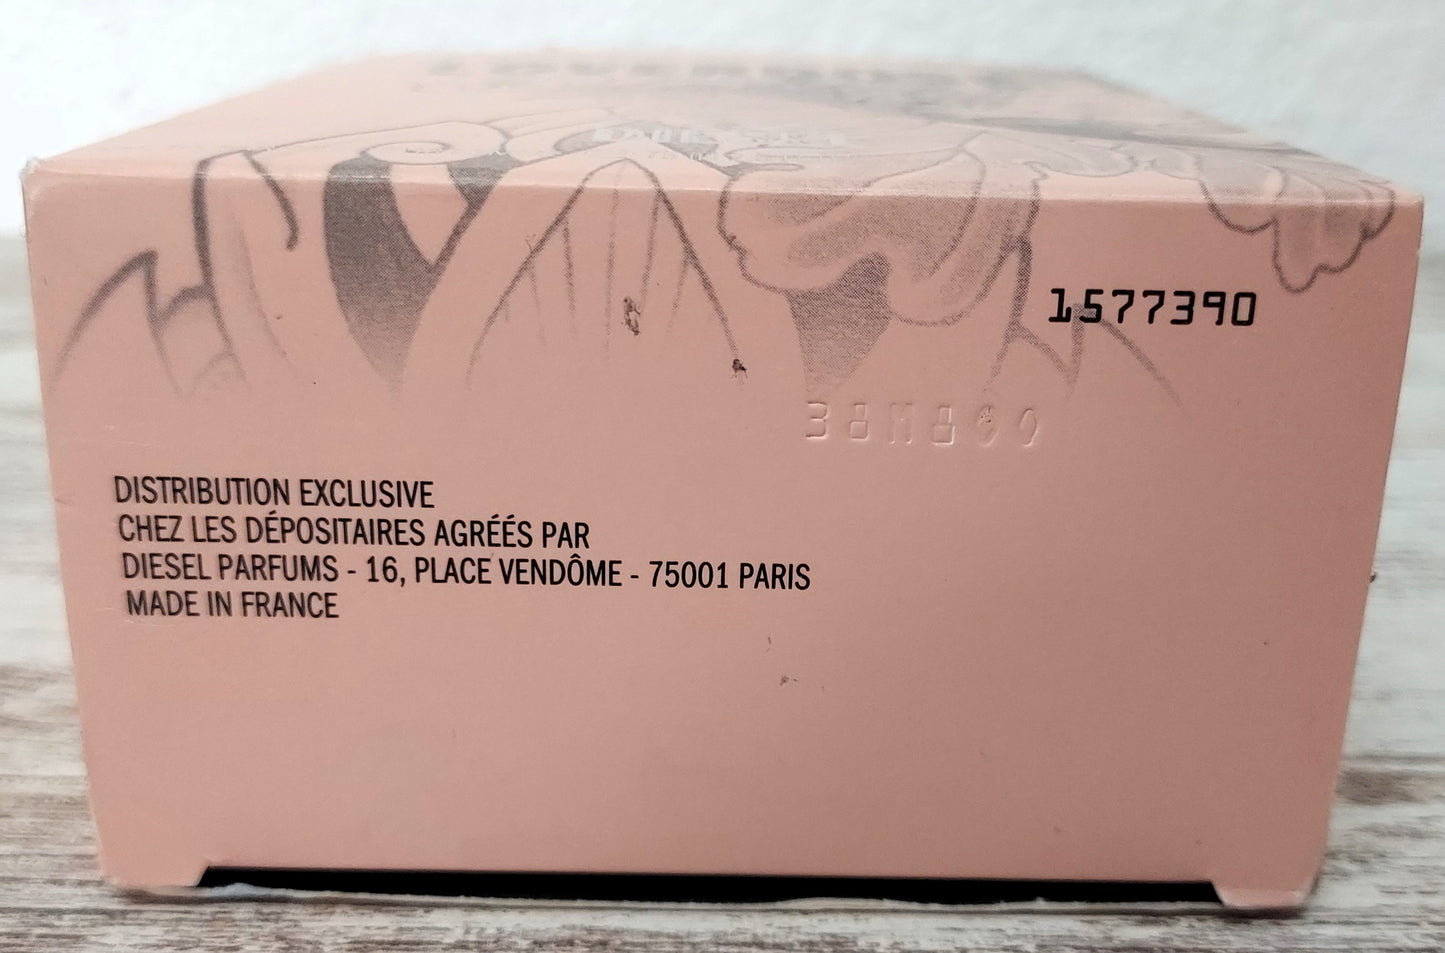 1577390
38M800
DISTRIBUTION EXCLUSIVE
CHEZ LES DÉPOSITAIRES AGRÉÉS PAR
DIESEL PARFUMS - 16, PLACE VENDÔME - 75001 PARIS
MADE IN FRANCE